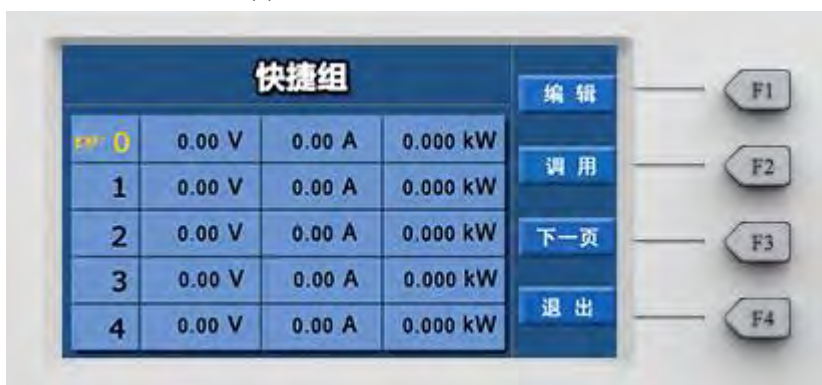 快捷组
编辑
F1
0 0.00 V 0.00 A 0.000 kW
1 0.00 V 0.00 A 0.000 kW
调用
F2
2 0.00 V 0.00 A 0.000 kW
下一页
F3
3 0.00 V 0.00 A 0.000 kW
4 0.00 V 0.00 A 0.000 kW
退出
F4